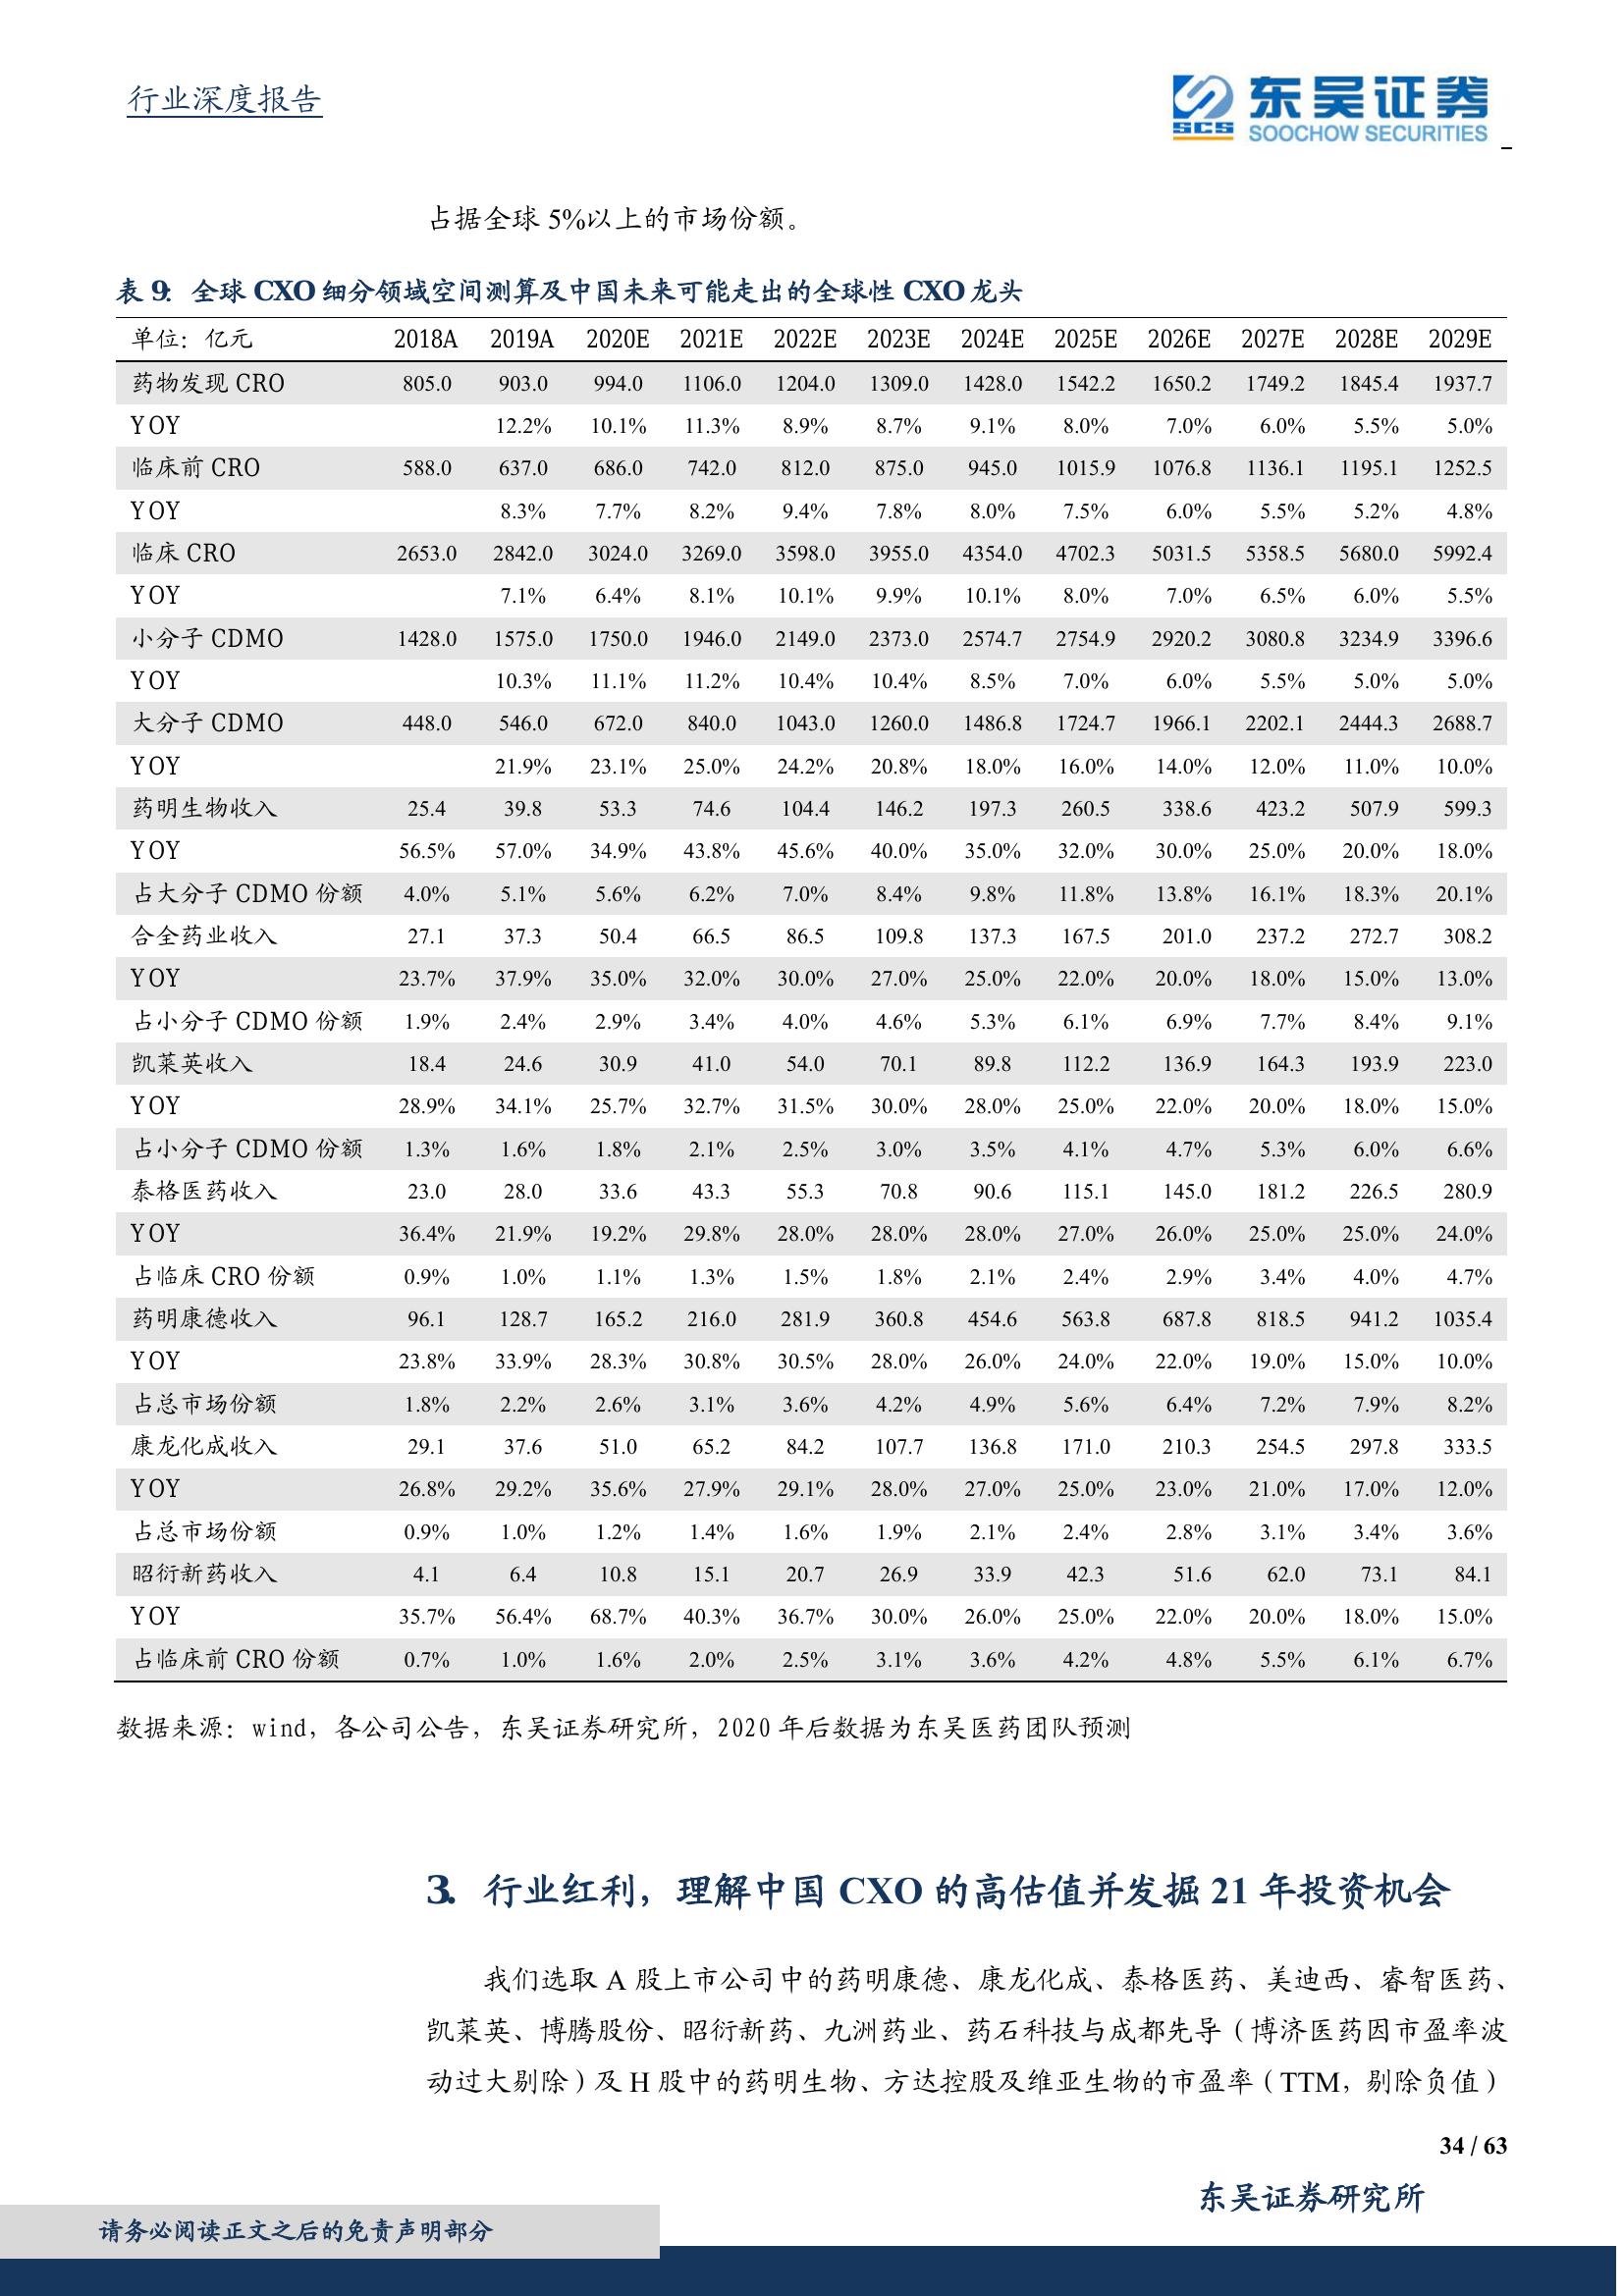 行业深度报告
SCS 东吴证券
SOOCHOW SECURITIES
占据全球 5%以上的市场份额。
表 9: 全球 CXO 细分领域空间测算及中国未来可能走出的全球性 CXO 龙头
单位：亿元 2018A 2019A 2020E 2021E 2022E 2023E 2024E 2025E 2026E 2027E 2028E 2029E
药物发现 CRO 805.0 903.0 994.0 1106.0 1204.0 1309.0 1428.0 1542.2 1650.2 1749.2 1845.4 1937.7
YOY 12.2% 10.1% 11.3% 8.9% 8.7% 9.1% 8.0% 7.0% 6.0% 5.5% 5.0%
临床前 CRO 588.0 637.0 686.0 742.0 812.0 875.0 945.0 1015.9 1076.8 1136.1 1195.1 1252.5
YOY 8.3% 7.7% 8.2% 9.4% 7.8% 8.0% 7.5% 6.0% 5.5% 5.2% 4.8%
临床 CRO 2653.0 2842.0 3024.0 3269.0 3598.0 3955.0 4354.0 4702.3 5031.5 5358.5 5680.0 5992.4
YOY 7.1% 6.4% 8.1% 10.1% 9.9% 10.1% 8.0% 7.0% 6.5% 6.0% 5.5%
小分子 CDMO 1428.0 1575.0 1750.0 1946.0 2149.0 2373.0 2574.7 2754.9 2920.2 3080.8 3234.9 3396.6
YOY 10.3% 11.1% 11.2% 10.4% 10.4% 8.5% 7.0% 6.0% 5.5% 5.0% 5.0%
大分子 CDMO 448.0 546.0 672.0 840.0 1043.0 1260.0 1486.8 1724.7 1966.1 2202.1 2444.3 2688.7
YOY 21.9% 23.1% 25.0% 24.2% 20.8% 18.0% 16.0% 14.0% 12.0% 11.0% 10.0%
药明生物收入 25.4 39.8 53.3 74.6 104.4 146.2 197.3 260.5 338.6 423.2 507.9 599.3
YOY 56.5% 57.0% 34.9% 43.8% 45.6% 40.0% 35.0% 32.0% 30.0% 25.0% 20.0% 18.0%
占大分子 CDMO 份额 4.0% 5.1% 5.6% 6.2% 7.0% 8.4% 9.8% 11.8% 13.8% 16.1% 18.3% 20.1%
合全药业收入 27.1 37.3 50.4 66.5 86.5 109.8 137.3 167.5 201.0 237.2 272.7 308.2
YOY 23.7% 37.9% 35.0% 32.0% 30.0% 27.0% 25.0% 22.0% 20.0% 18.0% 15.0% 13.0%
占小分子 CDMO 份额 1.9% 2.4% 2.9% 3.4% 4.0% 4.6% 5.3% 6.1% 6.9% 7.7% 8.4% 9.1%
凯莱英收入 18.4 24.6 30.9 41.0 54.0 70.1 89.8 112.2 136.9 164.3 193.9 223.0
YOY 28.9% 34.1% 25.7% 32.7% 31.5% 30.0% 28.0% 25.0% 22.0% 20.0% 18.0% 15.0%
占小分子 CDMO 份额 1.3% 1.6% 1.8% 2.1% 2.5% 3.0% 3.5% 4.1% 4.7% 5.3% 6.0% 6.6%
泰格医药收入 23.0 28.0 33.6 43.3 55.3 70.8 90.6 115.1 145.0 181.2 226.5 280.9
YOY 36.4% 21.9% 19.2% 29.8% 28.0% 28.0% 28.0% 27.0% 26.0% 25.0% 25.0% 24.0%
占临床 CRO 份额 0.9% 1.0% 1.1% 1.3% 1.5% 1.8% 2.1% 2.4% 2.9% 3.4% 4.0% 4.7%
药明康德收入 96.1 128.7 165.2 216.0 281.9 360.8 454.6 563.8 687.8 818.5 941.2 1035.4
YOY 23.8% 33.9% 28.3% 30.8% 30.5% 28.0% 26.0% 24.0% 22.0% 19.0% 15.0% 10.0%
占总市场份额 1.8% 2.2% 2.6% 3.1% 3.6% 4.2% 4.9% 5.6% 6.4% 7.2% 7.9% 8.2%
康龙化成收入 29.1 37.6 51.0 65.2 84.2 107.7 136.8 171.0 210.3 254.5 297.8 333.5
YOY 26.8% 29.2% 35.6% 27.9% 29.1% 28.0% 27.0% 25.0% 23.0% 21.0% 17.0% 12.0%
占总市场份额 0.9% 1.0% 1.2% 1.4% 1.6% 1.9% 2.1% 2.4% 2.8% 3.1% 3.4% 3.6%
昭衍新药收入 4.1 6.4 10.8 15.1 20.7 26.9 33.9 42.3 51.6 62.0 73.1 84.1
YOY 35.7% 56.4% 68.7% 40.3% 36.7% 30.0% 26.0% 25.0% 22.0% 20.0% 18.0% 15.0%
占临床前 CRO 份额 0.7% 1.0% 1.6% 2.0% 2.5% 3.1% 3.6% 4.2% 4.8% 5.5% 6.1% 6.7%
数据来源：wind，各公司公告，东吴证券研究所，2020 年后数据为东吴医药团队预测
3. 行业红利，理解中国 CXO 的高估值并发掘 21 年投资机会
我们选取 A 股上市公司中的药明康德、康龙化成、泰格医药、美迪西、睿智医药、
凯莱英、博腾股份、昭衍新药、九洲药业、药石科技与成都先导（博济医药因市盈率波
动过大剔除）及 H 股中的药明生物、方达控股及维亚生物的市盈率（TTM，剔除负值）
34 / 63
东吴证券研究所
请务必阅读正文之后的免责声明部分